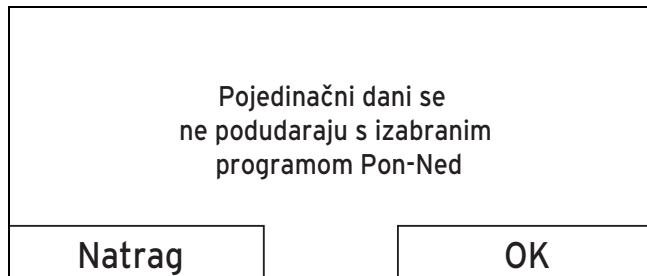 Pojedinačni dani se
ne podudaraju s izabranim
programom Pon-Ned
Natrag
OK